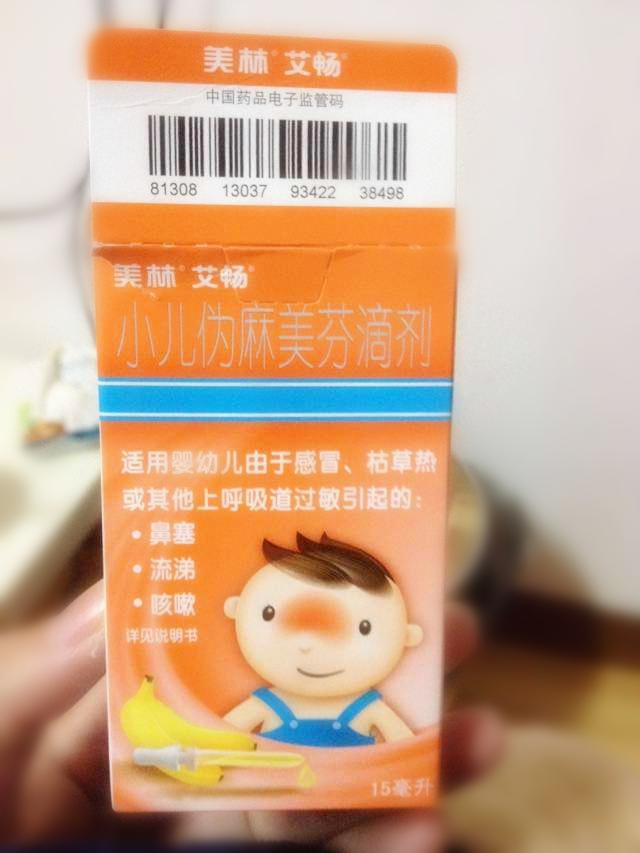 美林® 艾畅®
中国药品电子监管码
81308 13037 93422 38498
美林® 艾畅®
小儿伪麻美芬滴剂
适用婴幼儿由于感冒、枯草热
或其他上呼吸道过敏引起的：
• 鼻塞
• 流涕
• 咳嗽
详见说明书
15毫升